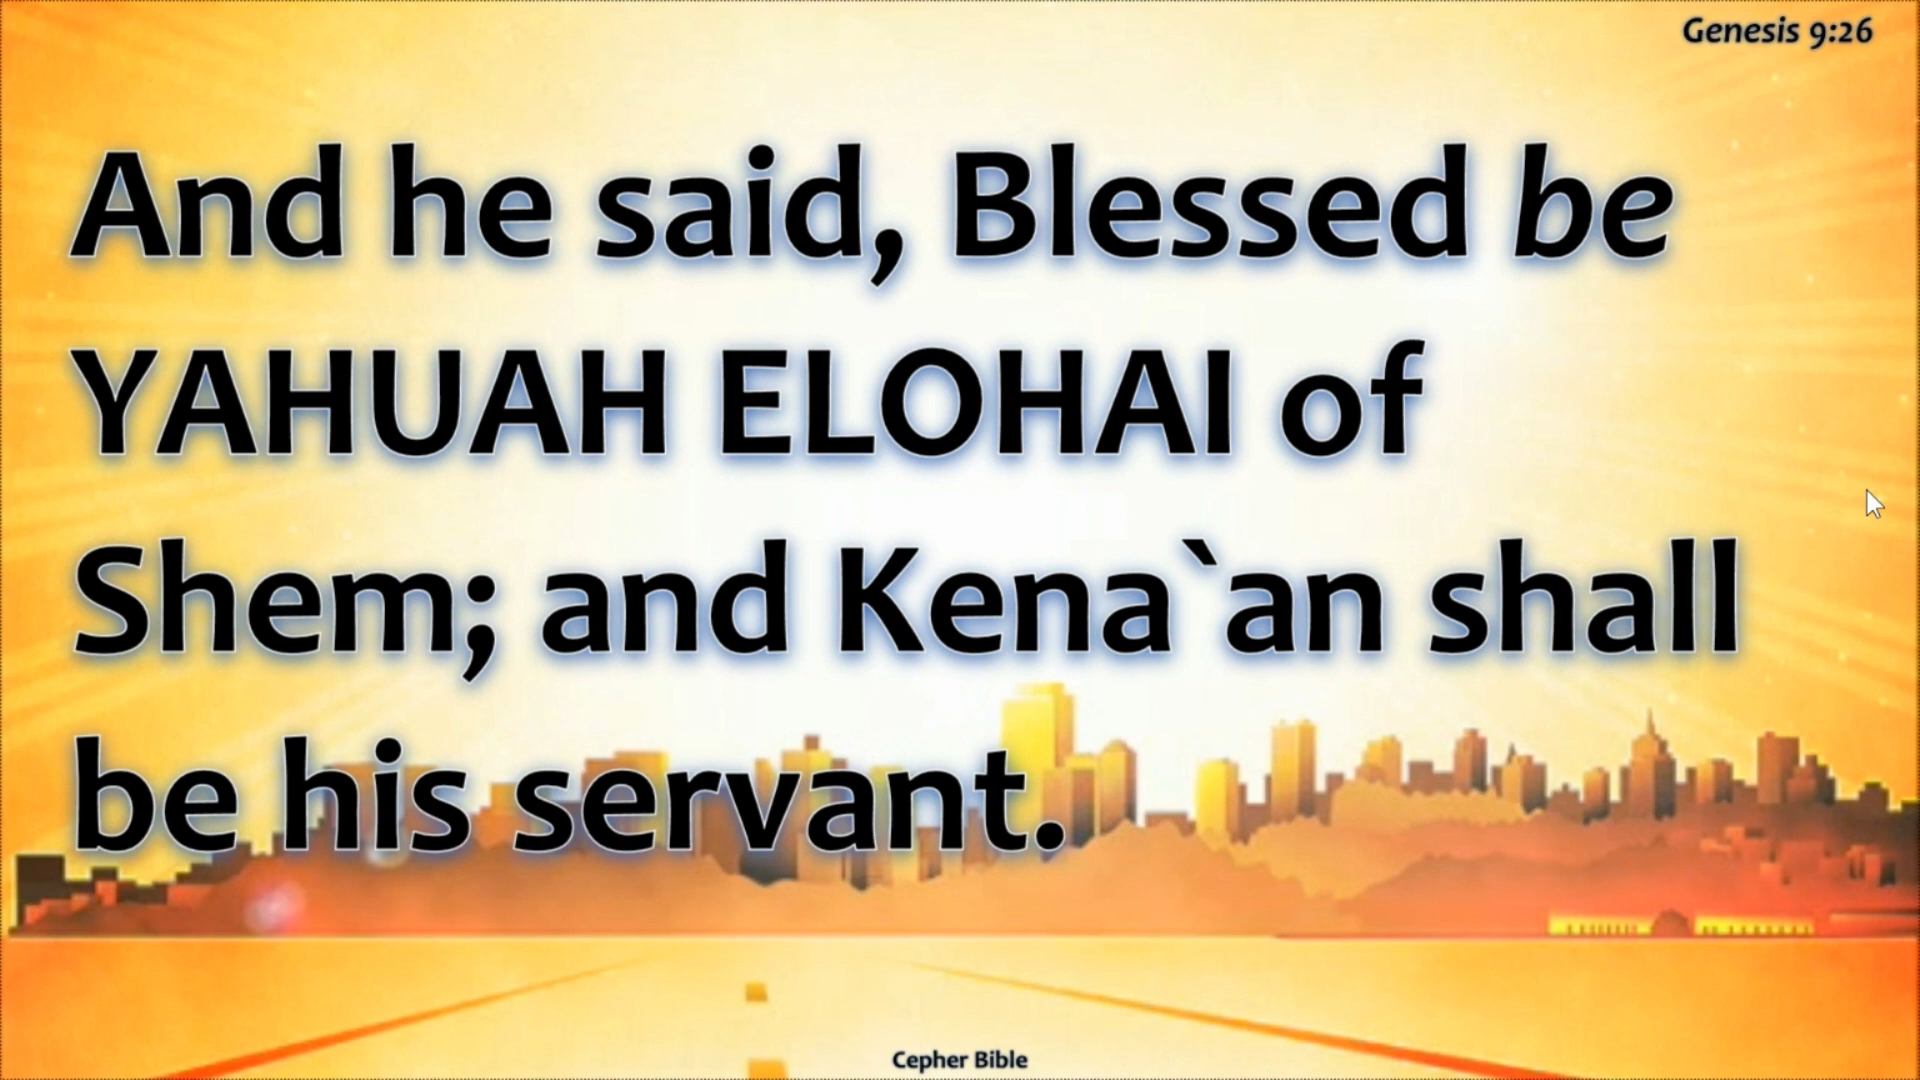 Genesis 9:26
And he said, Blessed be
YAHUAH ELOHAI of
Shem; and Kena`an shall
be his servant.
Cepher Bible